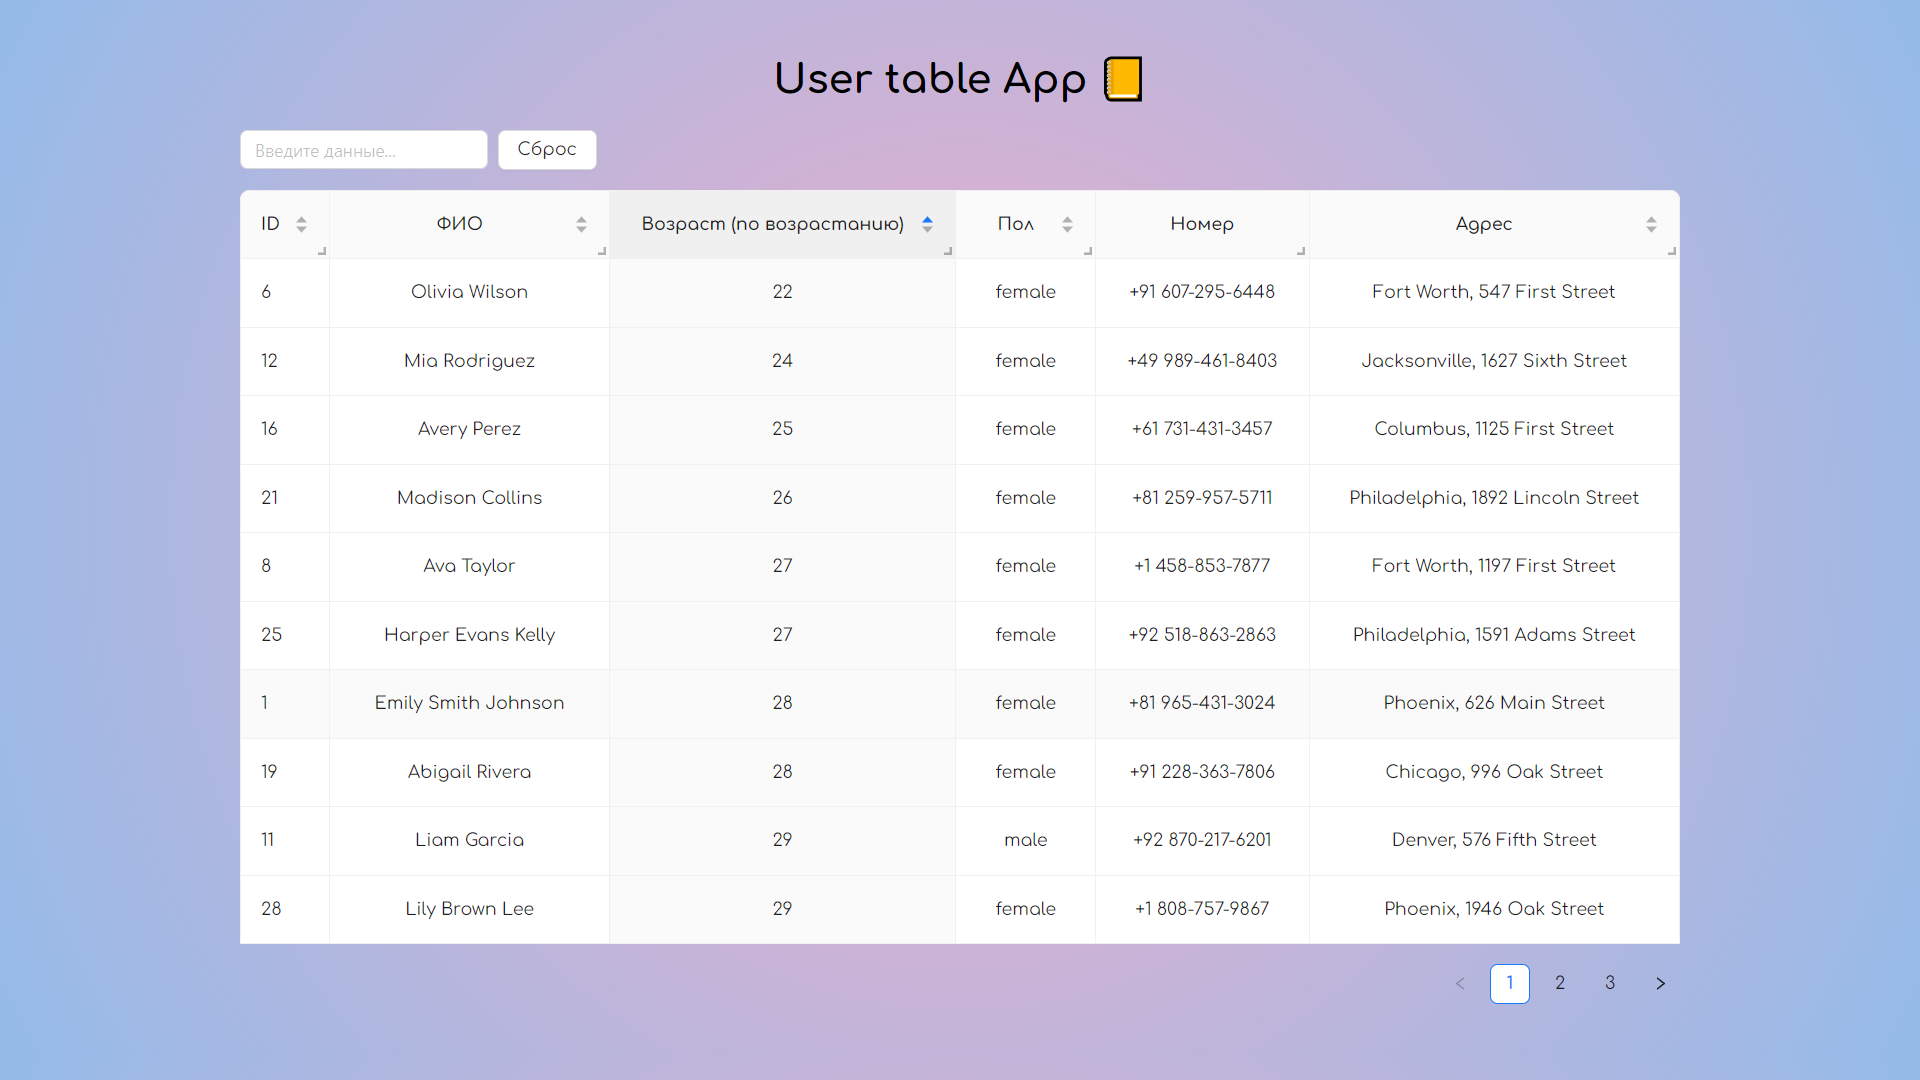 User table App
Введите данные... Сброс
ID ФИО Возраст (по возрастанию) Пол Номер Адрес
6 Olivia Wilson 22 female +91 607-295-6448 Fort Worth, 547 First Street
12 Mia Rodriguez 24 female +49 989-461-8403 Jacksonville, 1627 Sixth Street
16 Avery Perez 25 female +61 731-431-3457 Columbus, 1125 First Street
21 Madison Collins 26 female +81 259-957-5711 Philadelphia, 1892 Lincoln Street
8 Ava Taylor 27 female +1 458-853-7877 Fort Worth, 1197 First Street
25 Harper Evans Kelly 27 female +92 518-863-2863 Philadelphia, 1591 Adams Street
1 Emily Smith Johnson 28 female +81 965-431-3024 Phoenix, 626 Main Street
19 Abigail Rivera 28 female +91 228-363-7806 Chicago, 996 Oak Street
11 Liam Garcia 29 male +92 870-217-6201 Denver, 576 Fifth Street
28 Lily Brown Lee 29 female +1 808-757-9867 Phoenix, 1946 Oak Street
1 2 3